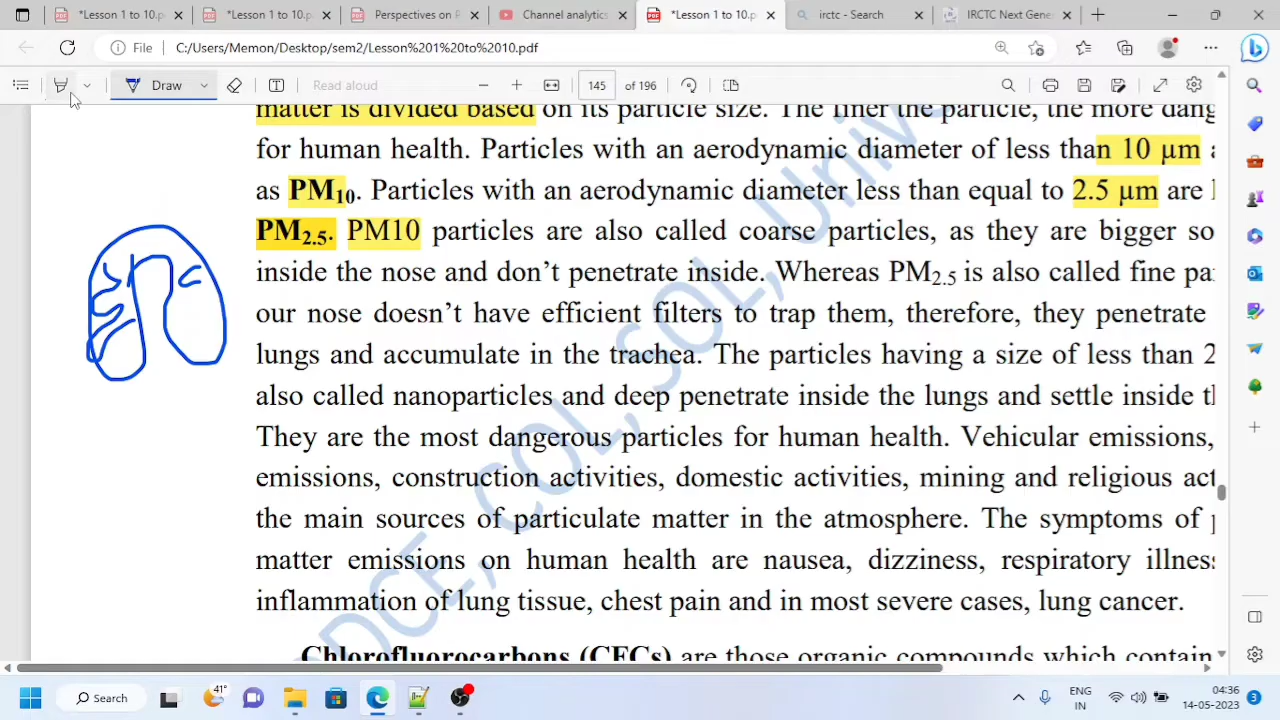 *Lesson 1 to 10.p
*Lesson 1 to 10.p
Perspectives on P
Channel analytics
*Lesson 1 to 10.p
irctc - Search
IRCTC Next Gene
File
C:/Users/Memon/Desktop/sem2/Lesson%201%20to%2010.pdf
Draw
Read aloud
145 of 196
matter is divided based on its particle size. The finer the particle, the more dang
for human health. Particles with an aerodynamic diameter of less than 10 µm
as PM10. Particles with an aerodynamic diameter less than equal to 2.5 µm are
PM2.5. PM10 particles are also called coarse particles, as they are bigger so
inside the nose and don’t penetrate inside. Whereas PM2.5 is also called fine pa
our nose doesn’t have efficient filters to trap them, therefore, they penetrate
lungs and accumulate in the trachea. The particles having a size of less than 2
also called nanoparticles and deep penetrate inside the lungs and settle inside
They are the most dangerous particles for human health. Vehicular emissions,
emissions, construction activities, domestic activities, mining and religious act
the main sources of particulate matter in the atmosphere. The symptoms of
matter emissions on human health are nausea, dizziness, respiratory illnes
inflammation of lung tissue, chest pain and in most severe cases, lung cancer.
Chlorofluorocarbons (CFCs) are those organic compounds which contain
DCE, COL, SOL, Univ
41°
Search
ENG
IN
04:36
14-05-2023
3